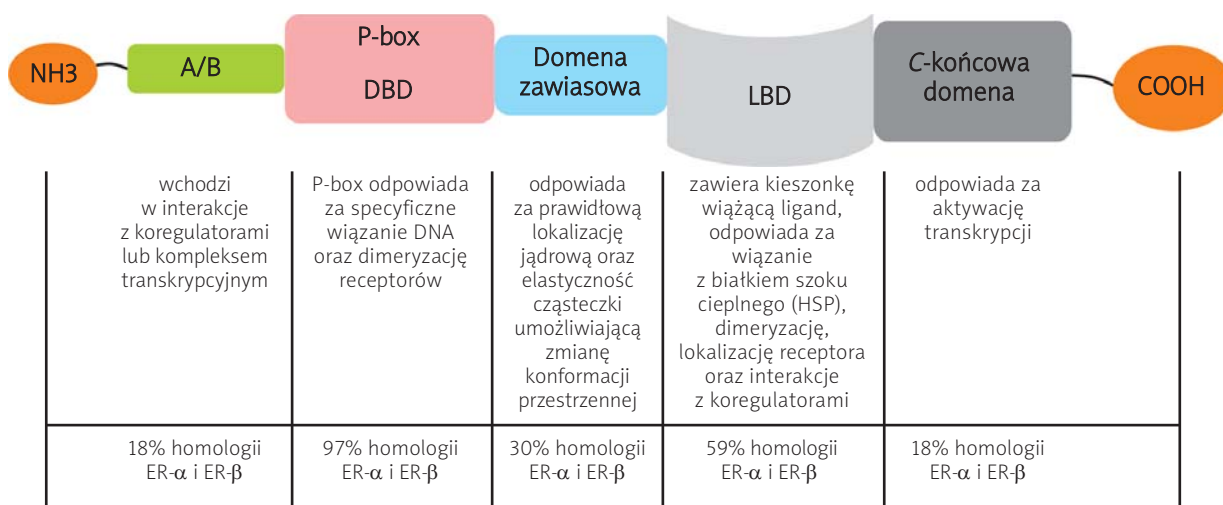 NH3
A/B
P-box
DBD
Domena
zawiasowa
LBD
C-końcowa
domena
COOH
wchodzi
w interakcje
z koregulatorami
lub kompleksem
transkrypcyjnym
P-box odpowiada
za specyficzne
wiązanie DNA
oraz dimeryzację
receptorów
odpowiada
za prawidłową
lokalizację
jądrową oraz
elastyczność
cząsteczki
umożliwiającą
zmianę
konformacji
przestrzennej
zawiera kieszonkę
wiążącą ligand,
odpowiada za
wiązanie
z białkiem szoku
cieplnego (HSP),
dimeryzację,
lokalizację receptora
oraz interakcje
z koregulatorami
odpowiada za
aktywację
transkrypcji
18% homologii
ER-α i ER-β
97% homologii
ER-α i ER-β
30% homologii
ER-α i ER-β
59% homologii
ER-α i ER-β
18% homologii
ER-α i ER-β